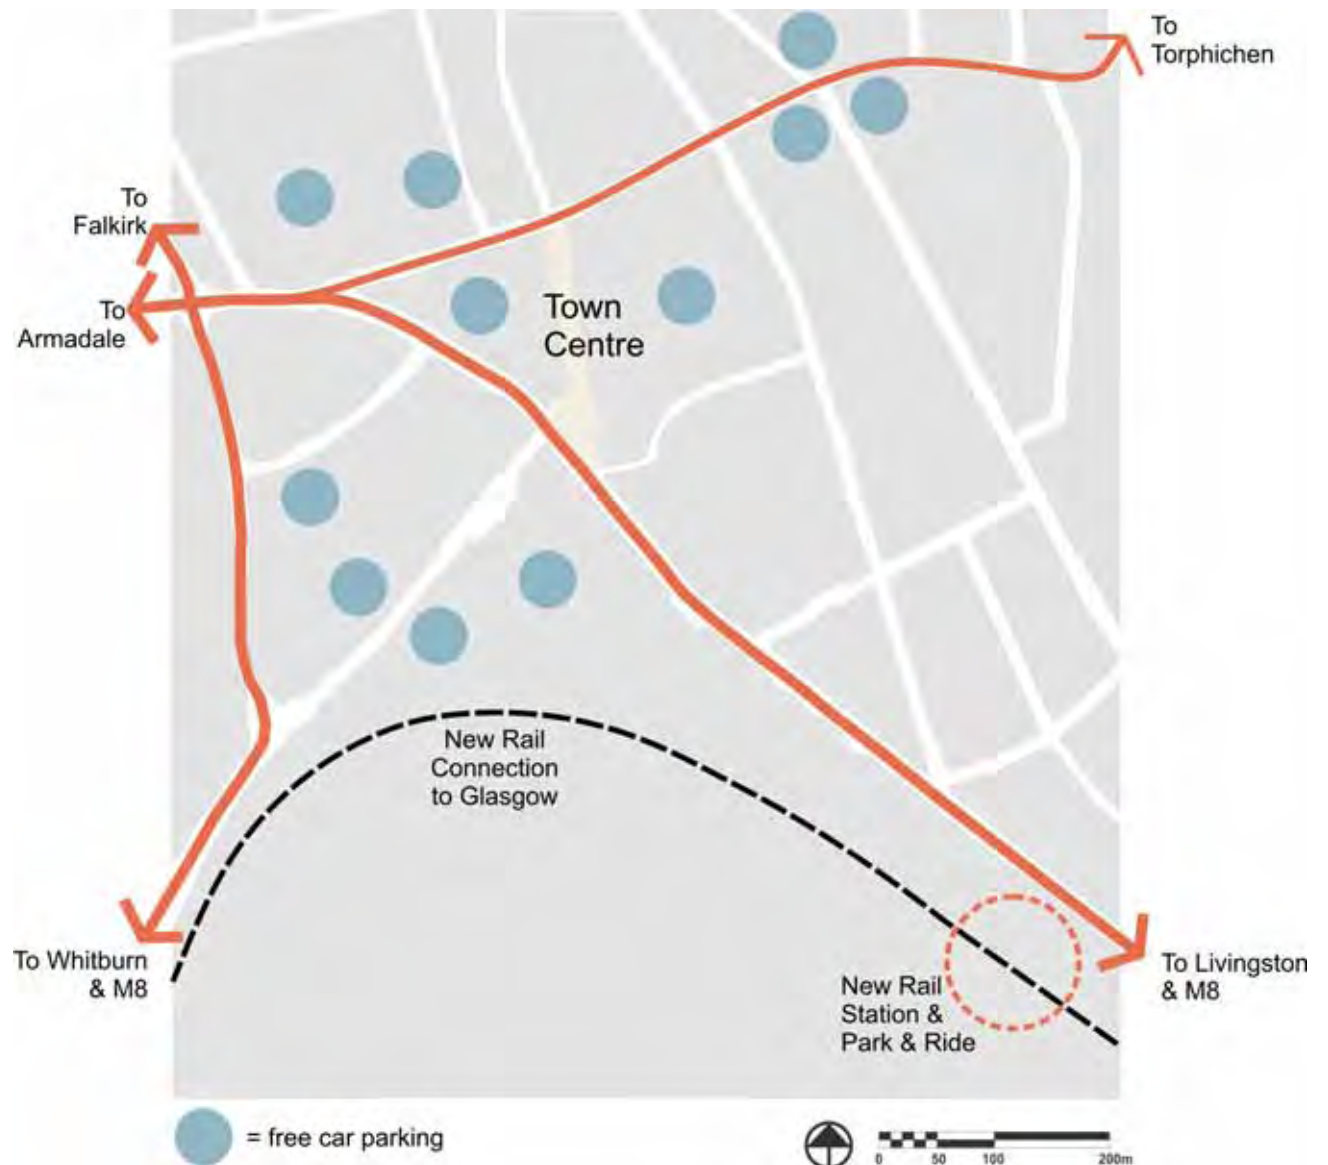 To
Torphichen
To
Falkirk
To
Armadale
Town
Centre
New Rail
Connection
to Glasgow
To Whitburn
& M8
New Rail
Station &
Park & Ride
To Livingston
& M8
= free car parking
0 50 100 200m